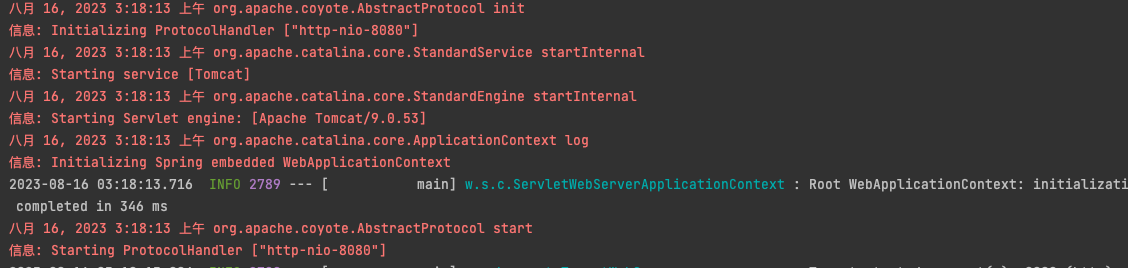 八月 16, 2023 3:18:13 上午 org.apache.coyote.AbstractProtocol init
信息: Initializing ProtocolHandler ["http-nio-8080"]
八月 16, 2023 3:18:13 上午 org.apache.catalina.core.StandardService startInternal
信息: Starting service [Tomcat]
八月 16, 2023 3:18:13 上午 org.apache.catalina.core.StandardEngine startInternal
信息: Starting Servlet engine: [Apache Tomcat/9.0.53]
八月 16, 2023 3:18:13 上午 org.apache.catalina.core.ApplicationContext log
信息: Initializing Spring embedded WebApplicationContext
2023-08-16 03:18:13.716  INFO 2789 --- [           main] w.s.c.ServletWebServerApplicationContext : Root WebApplicationContext: initializati
completed in 346 ms
八月 16, 2023 3:18:13 上午 org.apache.coyote.AbstractProtocol start
信息: Starting ProtocolHandler ["http-nio-8080"]